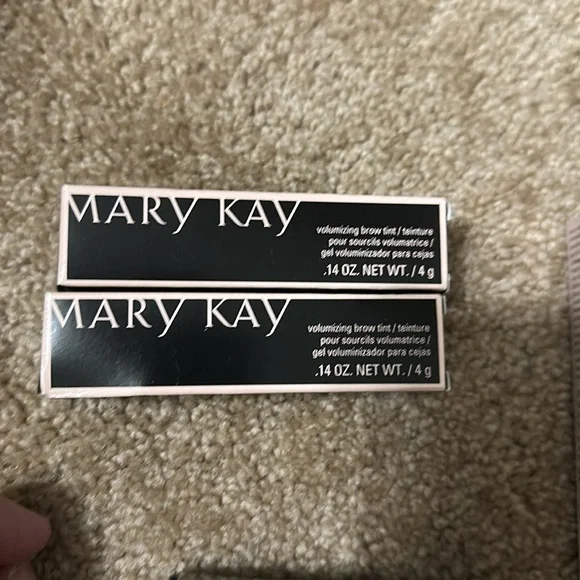 MARY KAY
volumizing brow tint / teinture
pour sourcils volumatrice /
gel voluminizador para cejas
.14 OZ. NET WT. / 4 g
MARY KAY
volumizing brow tint / teinture
pour sourcils volumatrice /
gel voluminizador para cejas
.14 OZ. NET WT. / 4 g